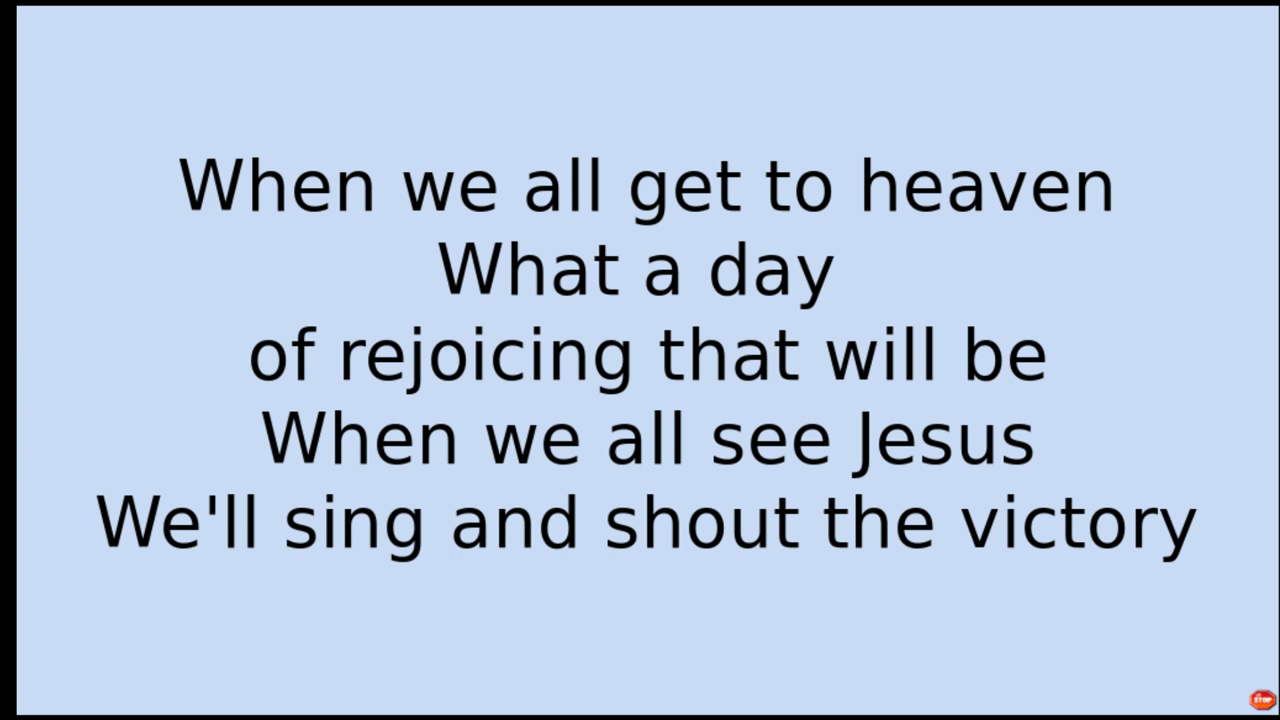 When we all get to heaven
What a day
of rejoicing that will be
When we all see Jesus
We'll sing and shout the victory
STOP